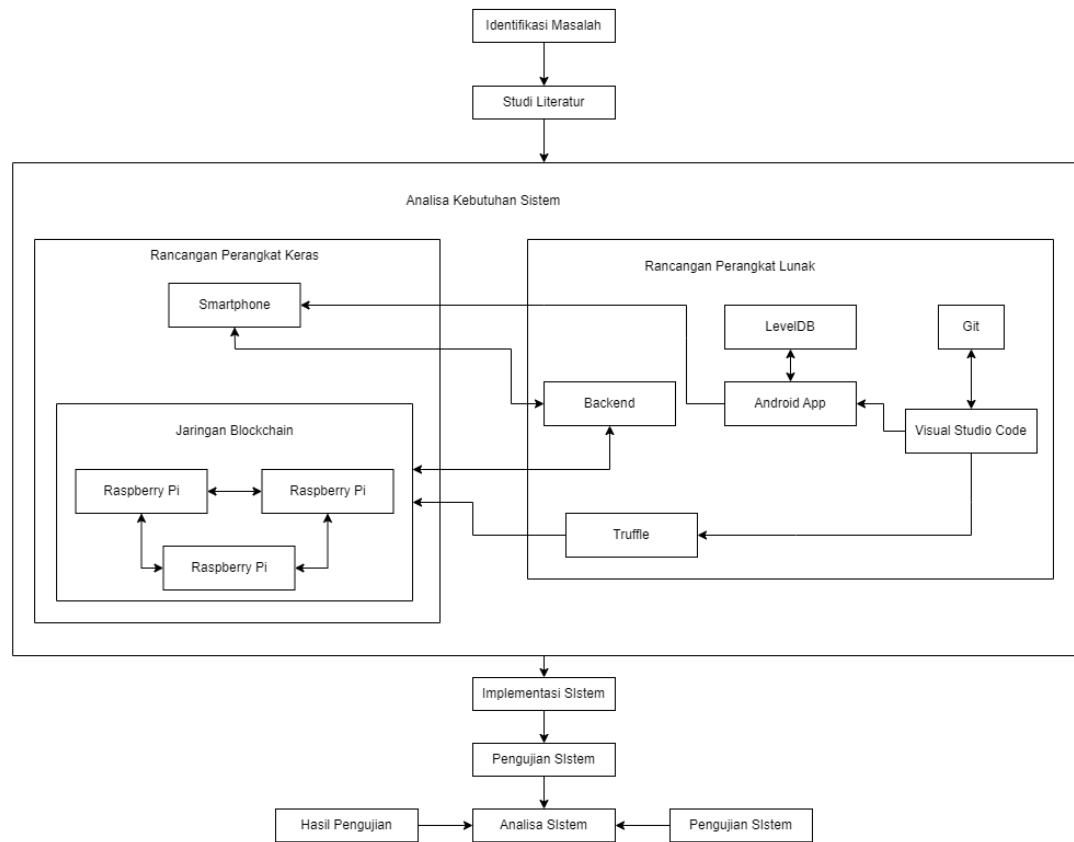 Identifikasi Masalah
Studi Literatur
Analisa Kebutuhan Sistem
Rancangan Perangkat Keras
Rancangan Perangkat Lunak
Smartphone
LevelDB
Git
Backend
Android App
Visual Studio Code
Jaringan Blockchain
Raspberry Pi
Raspberry Pi
Raspberry Pi
Truffle
Implementasi SIstem
Pengujian SIstem
Hasil Pengujian
Analisa SIstem
Pengujian SIstem